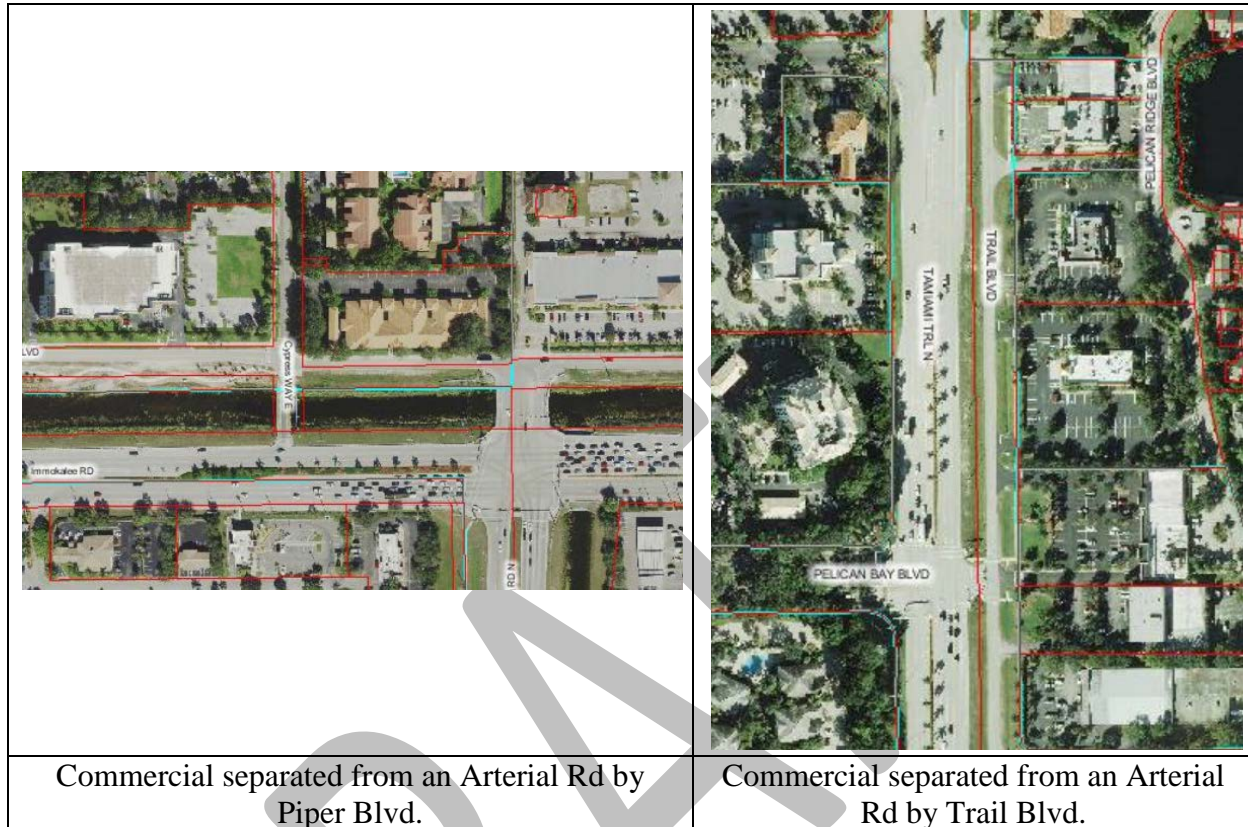 LVD
Cypress WAY E
Immokalee RD
RD N
PELICAN RIDGE BLVD
TRAIL BLVD
TAMIAMI TRL N
PELICAN BAY BLVD
Commercial separated from an Arterial Rd by
Piper Blvd.
Commercial separated from an Arterial
Rd by Trail Blvd.